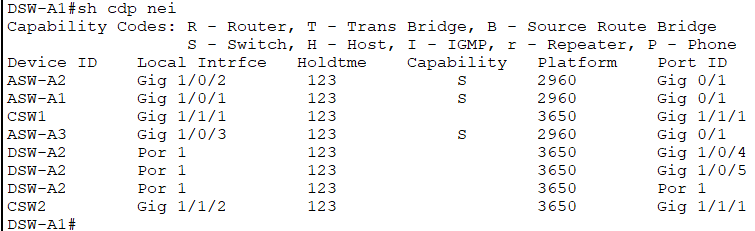 DSW-A1#sh cdp nei
Capability Codes: R - Router, T - Trans Bridge, B - Source Route Bridge
                  S - Switch, H - Host, I - IGMP, r - Repeater, P - Phone
Device ID    Local Intrfce   Holdtme    Capability   Platform    Port ID
ASW-A2       Gig 1/0/2       123            S        2960        Gig 0/1
ASW-A1       Gig 1/0/1       123            S        2960        Gig 0/1
CSW1         Gig 1/1/1       123                     3650        Gig 1/1/1
ASW-A3       Gig 1/0/3       123            S        2960        Gig 0/1
DSW-A2       Por 1           123                     3650        Gig 1/0/4
DSW-A2       Por 1           123                     3650        Gig 1/0/5
DSW-A2       Por 1           123                     3650        Por 1
CSW2         Gig 1/1/2       123                     3650        Gig 1/1/1
DSW-A1#